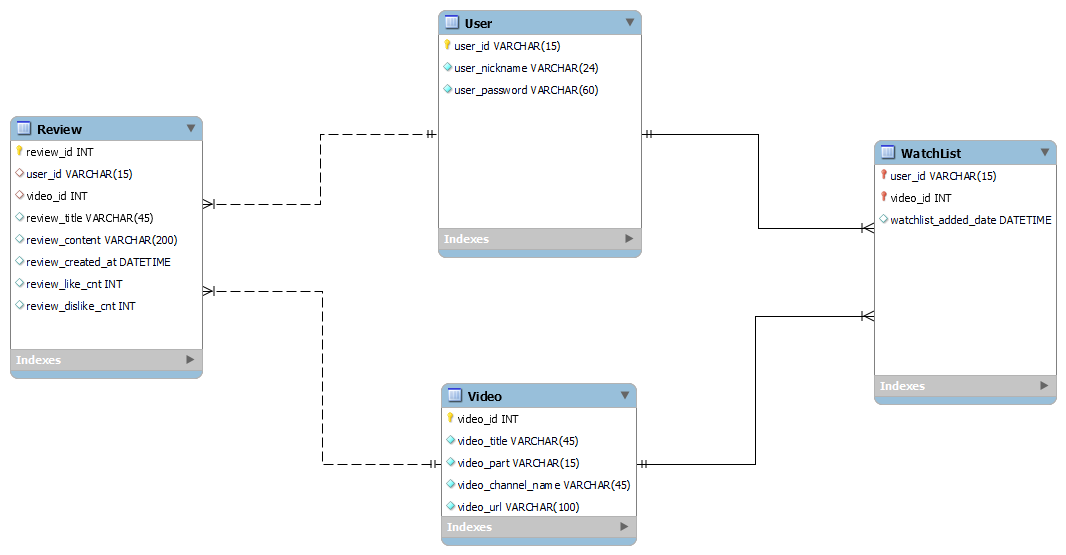 User
user_id VARCHAR(15)
user_nickname VARCHAR(24)
user_password VARCHAR(60)
Indexes
Review
review_id INT
user_id VARCHAR(15)
video_id INT
review_title VARCHAR(45)
review_content VARCHAR(200)
review_created_at DATETIME
review_like_cnt INT
review_dislike_cnt INT
Indexes
WatchList
user_id VARCHAR(15)
video_id INT
watchlist_added_date DATETIME
Indexes
Video
video_id INT
video_title VARCHAR(45)
video_part VARCHAR(15)
video_channel_name VARCHAR(45)
video_url VARCHAR(100)
Indexes